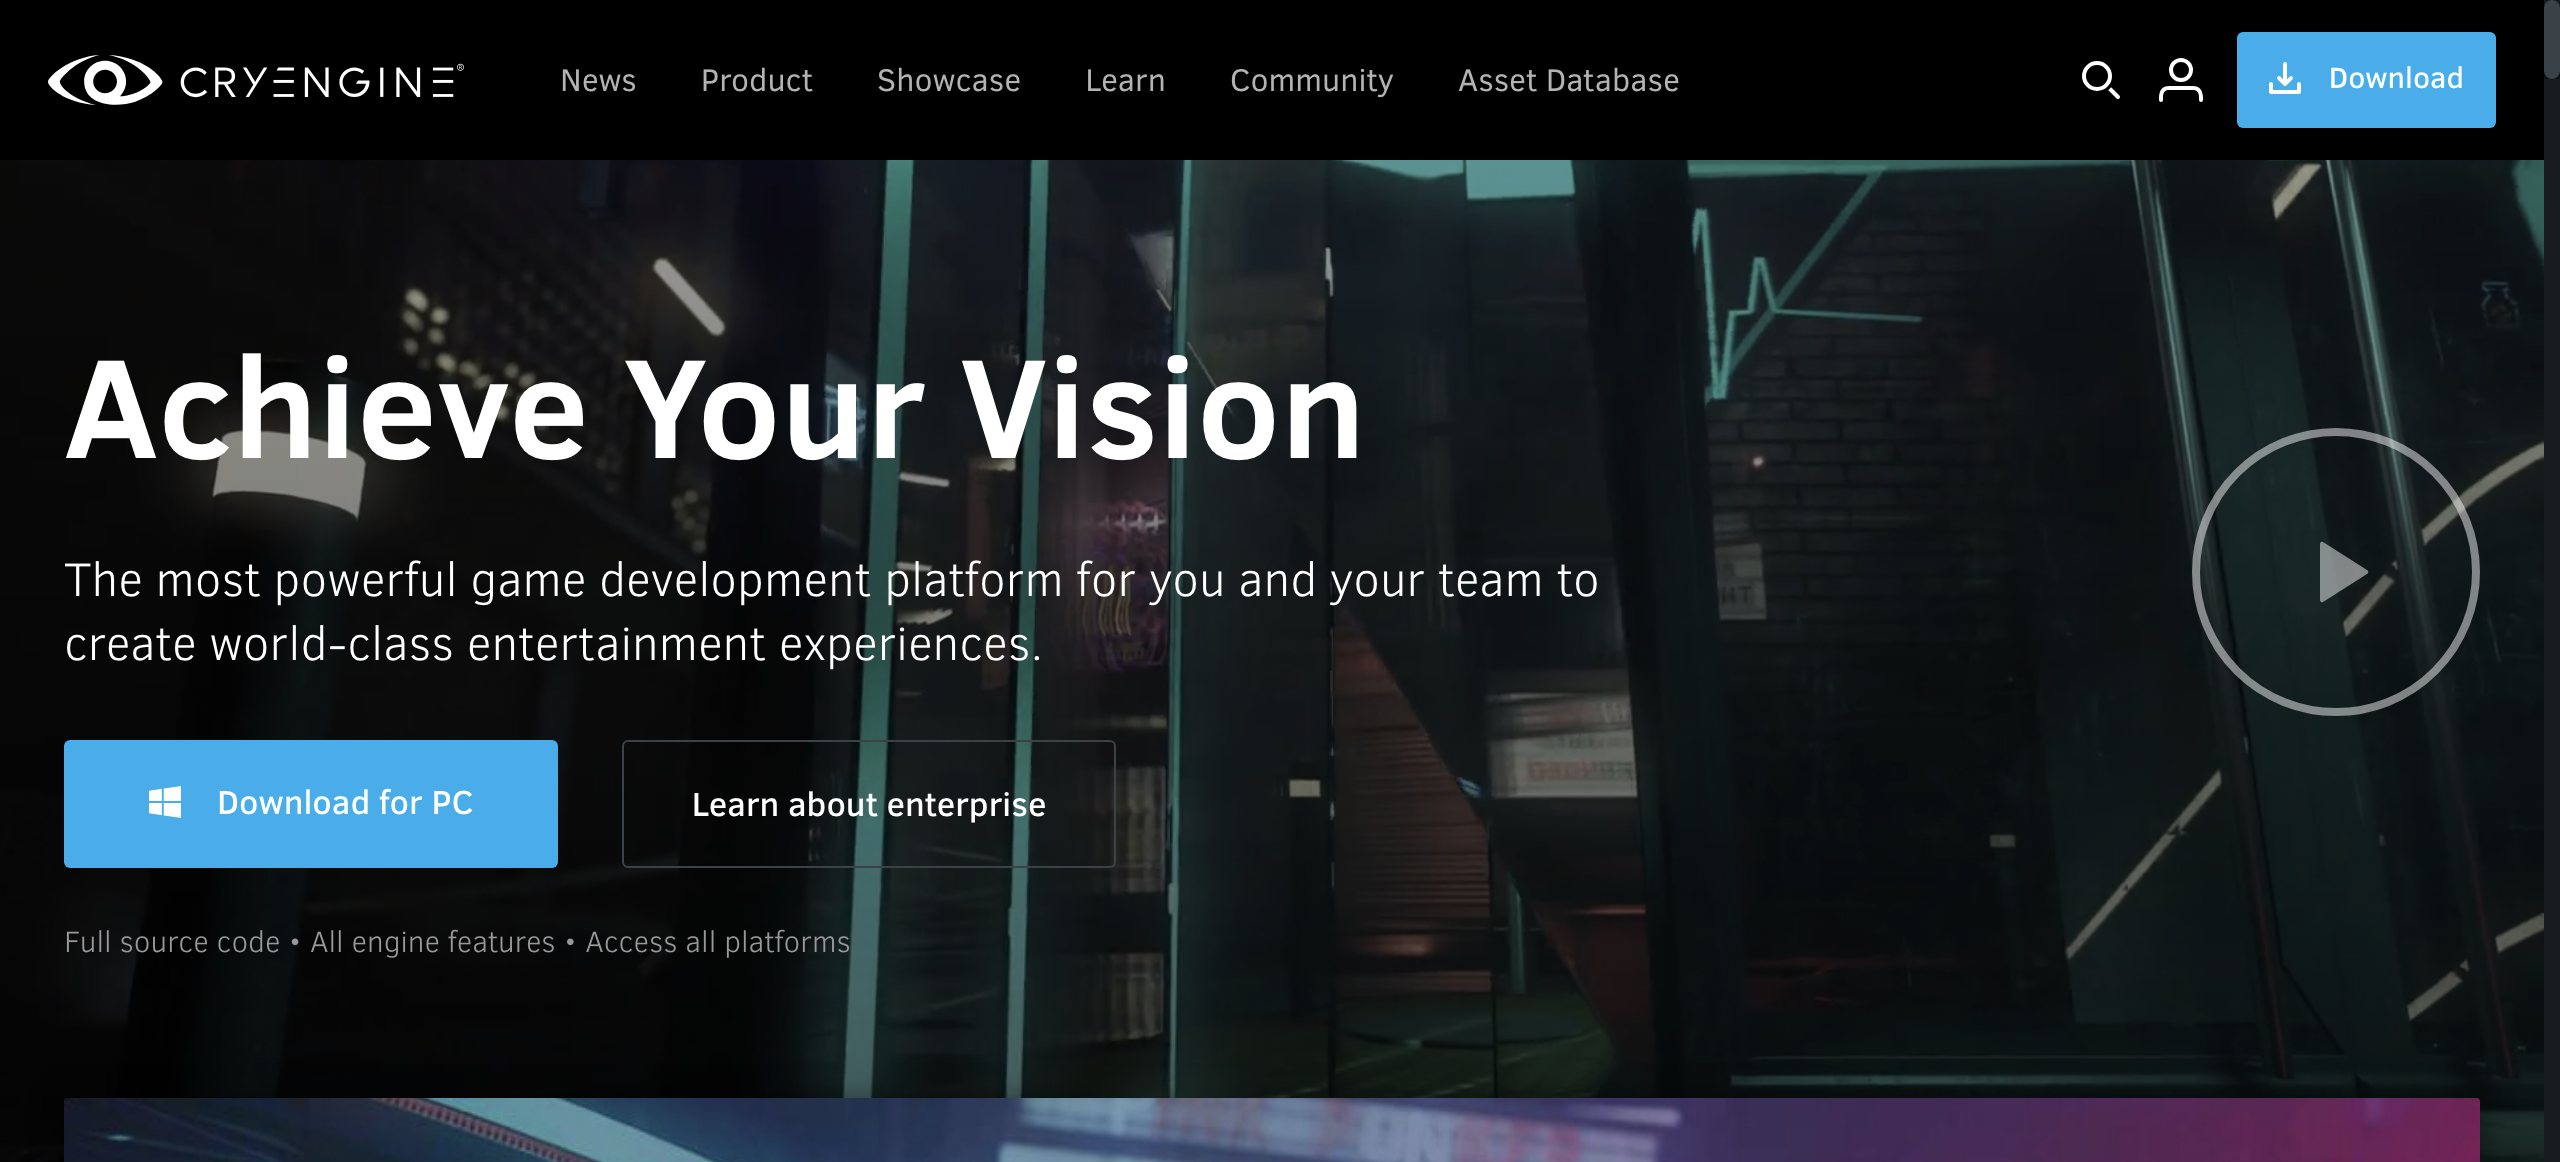 CRYENGINE®
News
Product
Showcase
Learn
Community
Asset Database
Download
Achieve Your Vision
The most powerful game development platform for you and your team to
create world-class entertainment experiences.
Download for PC
Learn about enterprise
Full source code • All engine features • Access all platforms